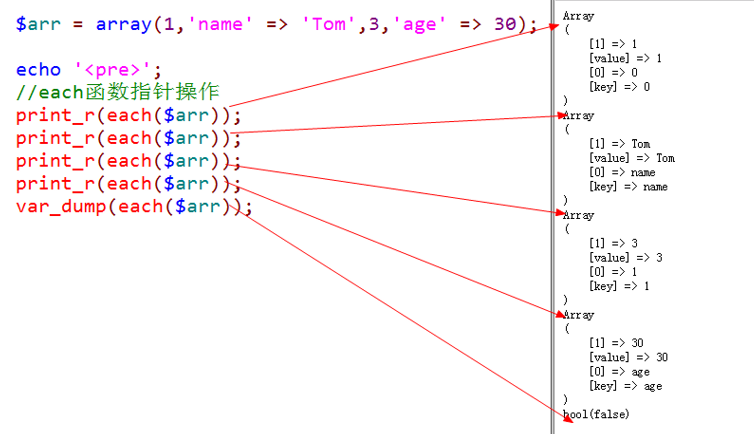 $arr = array(1,'name' => 'Tom',3,'age' => 30);
echo '<pre>';
//each函数指针操作
print_r(each($arr));
print_r(each($arr));
print_r(each($arr));
print_r(each($arr));
var_dump(each($arr));
Array
(
[1] => 1
[value] => 1
[0] => 0
[key] => 0
)
Array
(
[1] => Tom
[value] => Tom
[0] => name
[key] => name
)
Array
(
[1] => 3
[value] => 3
[0] => 1
[key] => 1
)
Array
(
[1] => 30
[value] => 30
[0] => age
[key] => age
)
bool(false)